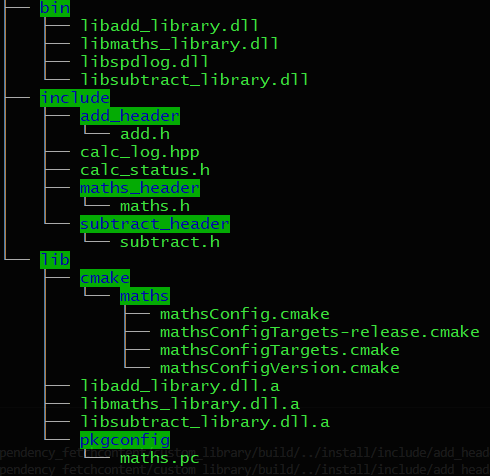 bin
libadd_library.dll
libmaths_library.dll
libspdlog.dll
libsubtract_library.dll
include
add_header
add.h
calc_log.hpp
calc_status.h
maths_header
maths.h
subtract_header
subtract.h
lib
cmake
maths
mathsConfig.cmake
mathsConfigTargets-release.cmake
mathsConfigTargets.cmake
mathsConfigVersion.cmake
libadd_library.dll.a
libmaths_library.dll.a
libsubtract_library.dll.a
pkgconfig
pendency_fetchcontent/custom_library/build/../install/include/add_head
maths.pc
pendency_fetchcontent/custom_library/build/../install/include/add_head